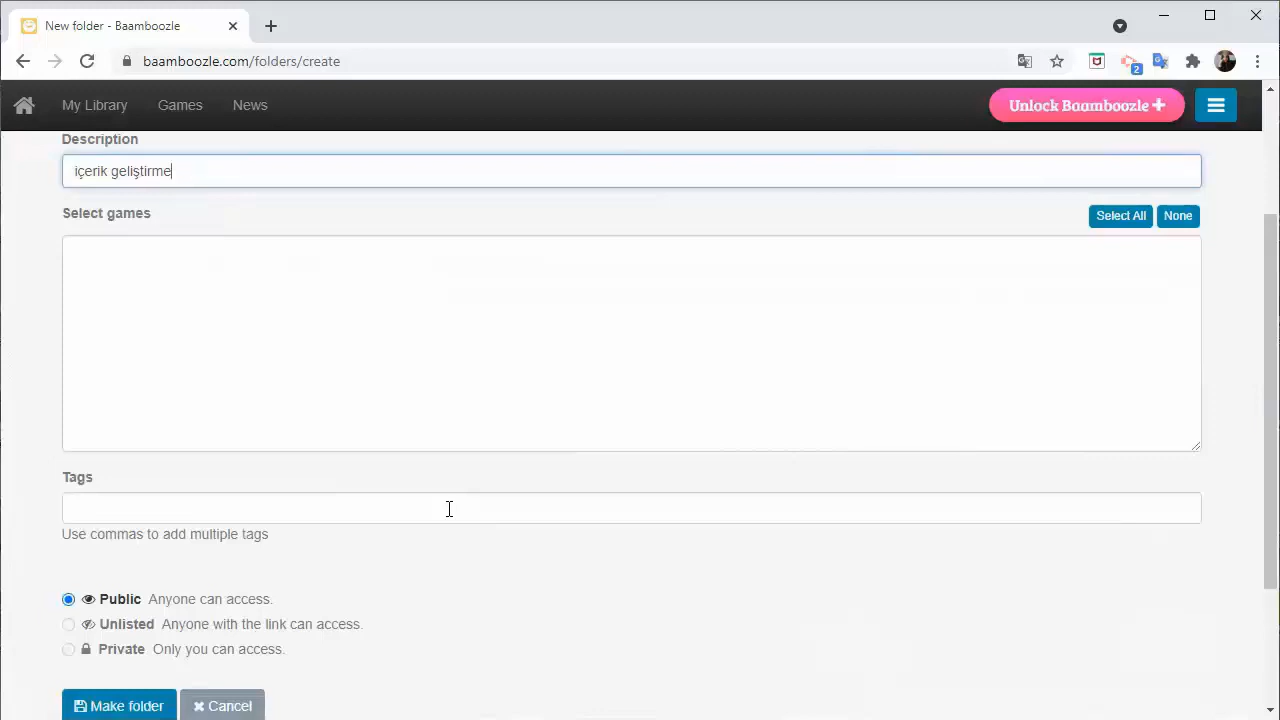 New folder - Baamboozle
baamboozle.com/folders/create
2
My Library Games News Unlock Baamboozle +
Description
içerik geliştirme
Select games Select All None
Tags
Use commas to add multiple tags
Public Anyone can access.
Unlisted Anyone with the link can access.
Private Only you can access.
Make folder Cancel